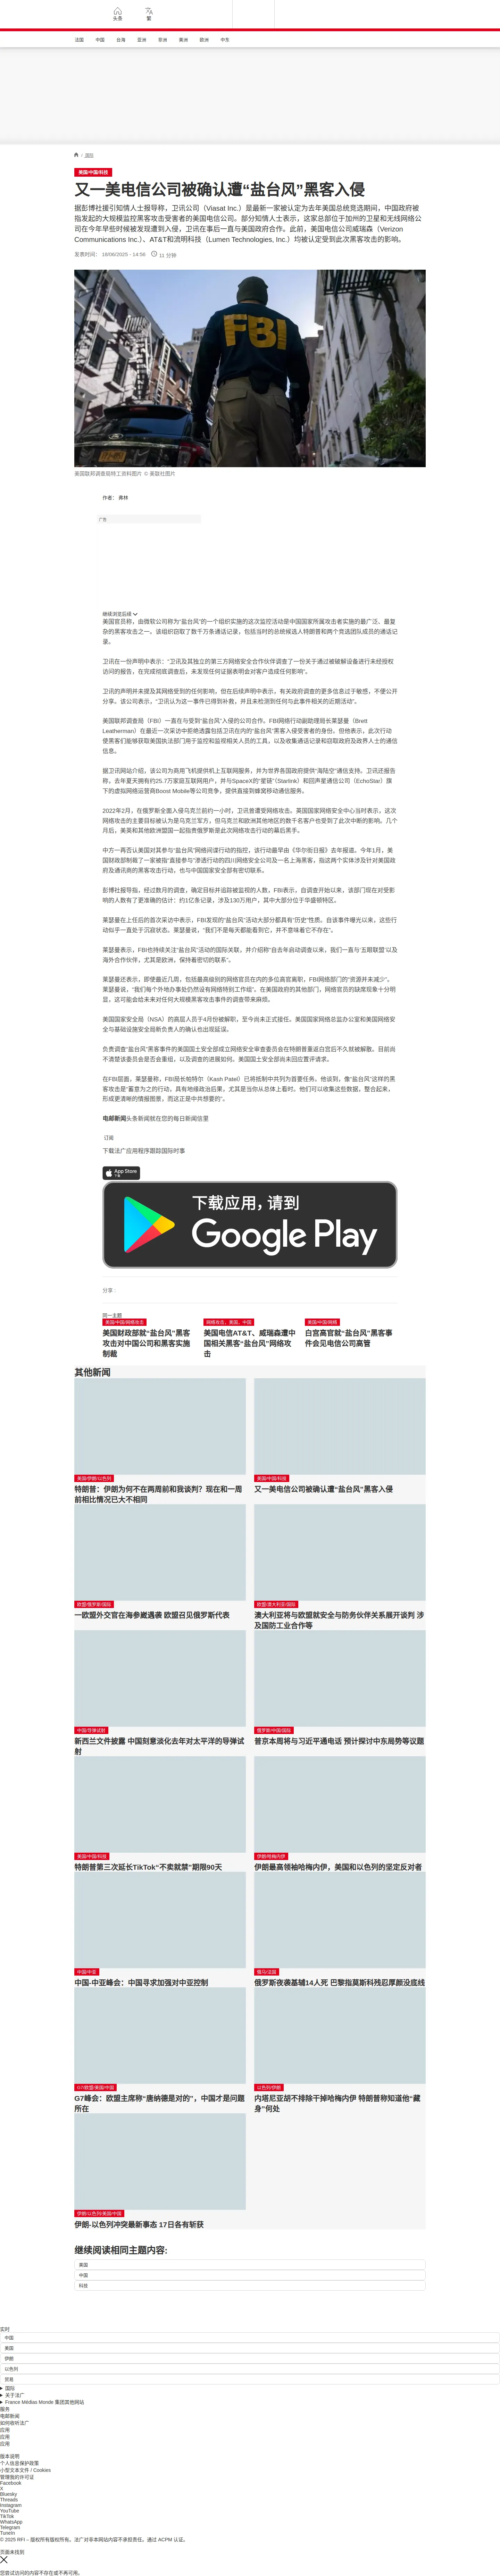 头条
繁
法国
中国
台海
亚洲
非洲
美洲
欧洲
中东
/ 国际
美国/中国/科技
又一美电信公司被确认遭“盐台风”黑客入侵
据彭博社援引知情人士报导称，卫讯公司（Viasat Inc.）是最新一家被认定为去年美国总统竞选期间，中国政府被
指发起的大规模监控黑客攻击受害者的美国电信公司。部分知情人士表示，这家总部位于加州的卫星和无线网络公
司在今年早些时候被发现遭到入侵，卫讯在事后一直与美国政府合作。此前，美国电信公司威瑞森（Verizon
Communications Inc.）、AT&T和流明科技（Lumen Technologies, Inc.）均被认定受到此次黑客攻击的影响。
发表时间： 18/06/2025 - 14:56
11 分钟
FBI
美国联邦调查局特工资料图片 © 美联社图片
作者： 弗林
广告
继续浏览后续
美国官员称，由微软公司称为“盐台风”的一个组织实施的这次监控活动是中国国家所属攻击者实施的最广泛、最复
杂的黑客攻击之一。该组织窃取了数千万条通话记录，包括当时的总统候选人特朗普和两个竞选团队成员的通话记
录。
卫讯在一份声明中表示：“卫讯及其独立的第三方网络安全合作伙伴调查了一份关于通过被破解设备进行未经授权
访问的报告，在完成彻底调查后，未发现任何证据表明会对客户造成任何影响”。
卫讯的声明并未提及其网络受到的任何影响，但在后续声明中表示，有关政府调查的更多信息过于敏感，不便公开
分享。该公司表示，“卫讯认为这一事件已得到补救，并且未检测到任何与此事件相关的近期活动”。
美国联邦调查局（FBI）一直在与受到“盐台风”入侵的公司合作。FBI网络行动副助理局长莱瑟曼（Brett
Leatherman）在最近一次采访中拒绝透露包括卫讯在内的“盐台风”黑客入侵受害者的身份。但他表示，此次行动
使黑客们能够获取美国执法部门用于监控和监视相关人员的工具，以及收集通话记录和窃取政府及政界人士的通信
信息。
据卫讯网站介绍，该公司为商用飞机提供机上互联网服务，并为世界各国政府提供“海陆空”通信支持。卫讯还报告
称，去年夏天拥有约25.7万家庭互联网用户，并与SpaceX的“星链”（Starlink）和回声星通信公司（EchoStar）旗
下的虚拟网络运营商Boost Mobile等公司竞争，提供直接到蜂窝移动通信服务。
2022年2月，在俄罗斯全面入侵乌克兰前约一小时，卫讯曾遭受网络攻击。英国国家网络安全中心当时表示，这次
网络攻击的主要目标被认为是乌克兰军方，但乌克兰和欧洲其他地区的数千名客户也受到了此次中断的影响。几个
月后，美英和其他欧洲盟国一起指责俄罗斯是此次网络攻击行动的幕后黑手。
中方一再否认美国对其参与“盐台风”网络间谍行动的指控，该行动最早由《华尔街日报》去年报道。今年1月，美
国财政部制裁了一家被指“直接参与”渗透行动的四川网络安全公司及一名上海黑客，指这两个实体涉及针对美国政
府及通讯商的黑客攻击行动，也与中国国家安全部有密切联系。
彭博社报导指，经过数月的调查，确定目标并追踪被监视的人数，FBI表示，自调查开始以来，该部门现在对受影
响的人数有了更准确的估计：约1亿条记录，涉及130万用户，其中大部分位于华盛顿特区。
莱瑟曼在上任后的首次采访中表示，FBI发现的“盐台风”活动大部分都具有“历史”性质。自该事件曝光以来，这些行
动似乎一直处于沉寂状态。莱瑟曼说，“我们不是每天都能看到它，并不意味着它不存在”。
莱瑟曼表示，FBI也持续关注“盐台风”活动的国际关联，并介绍称“自去年启动调查以来，我们一直与‘五眼联盟’以及
海外合作伙伴，尤其是欧洲，保持着密切的联系”。
莱瑟曼还表示，即使最近几周，包括最高级别的网络官员在内的多位高官离职，FBI网络部门的“资源并未减少”。
莱瑟曼说，“我们每个外地办事处仍然设有网络特别工作组”。在美国政府的其他部门，网络官员的缺席现象十分明
显，这可能会给未来对任何大规模黑客攻击事件的调查带来麻烦。
美国国家安全局（NSA）的高层人员于4月份被解职，至今尚未正式接任。美国国家网络总监办公室和美国网络安
全与基础设施安全局新负责人的确认也出现延误。
负责调查“盐台风”黑客事件的美国国土安全部成立网络安全审查委员会在特朗普重返白宫后不久就被解散。目前尚
不清楚该委员会是否会重组，以及调查的进展如何。美国国土安全部尚未回应置评请求。
在FBI层面，莱瑟曼称，FBI局长帕特尔（Kash Patel）已将抵制中共列为首要任务。他谈到，像“盐台风”这样的黑
客攻击是“蓄意为之的行动，具有地缘政治后果，尤其是当你从总体上看时。他们可以收集这些数据，整合起来，
形成更清晰的情报图景，而这正是中共想要的”。
电邮新闻头条新闻就在您的每日新闻信里
订阅
下载法广应用程序跟踪国际时事
App Store
下载
下载应用，请到
Google Play
分享 :
同一主题
美国/中国/网络攻击
美国财政部就“盐台风”黑客
攻击对中国公司和黑客实施
制裁
网络攻击，美国，中国
美国电信AT&T、威瑞森遭中
国相关黑客“盐台风”网络攻
击
美国/中国/网络
白宫高官就“盐台风”黑客事
件会见电信公司高管
其他新闻
美国/伊朗/以色列
特朗普：伊朗为何不在两周前和我谈判？现在和一周
前相比情况已大不相同
美国/中国/科技
又一美电信公司被确认遭“盐台风”黑客入侵
欧盟/俄罗斯/国际
一欧盟外交官在海参崴遇袭 欧盟召见俄罗斯代表
欧盟/澳大利亚/国际
澳大利亚将与欧盟就安全与防务伙伴关系展开谈判 涉
及国防工业合作等
中国/导弹试射
新西兰文件披露 中国刻意淡化去年对太平洋的导弹试
射
俄罗斯/中国/国际
普京本周将与习近平通电话 预计探讨中东局势等议题
美国/中国/科技
特朗普第三次延长TikTok“不卖就禁”期限90天
伊朗/哈梅内伊
伊朗最高领袖哈梅内伊，美国和以色列的坚定反对者
中国/中亚
中国-中亚峰会：中国寻求加强对中亚控制
俄乌/法国
俄罗斯夜袭基辅14人死 巴黎指莫斯科残忍厚颜没底线
G7/欧盟/美国/中国
G7峰会：欧盟主席称“唐纳德是对的”，中国才是问题
所在
以色列/伊朗
内塔尼亚胡不排除干掉哈梅内伊 特朗普称知道他“藏
身”何处
伊朗/以色列/美国/中国
伊朗-以色列冲突最新事态 17日各有斩获
继续阅读相同主题内容:
美国
中国
科技
实时
中国
美国
伊朗
以色列
贸易
国际
关于法广
France Médias Monde 集团其他网站
服务
电邮新闻
如何收听法广
应用
应用
应用
版本说明
个人信息保护政策
小型文本文件 / Cookies
管理我的许可证
Facebook
X
Bluesky
Threads
Instagram
YouTube
TikTok
WhatsApp
Telegram
TuneIn
© 2025 RFI – 版权所有版权所有。法广对非本网站内容不承担责任。通过 ACPM 认证。
页面未找到
您尝试访问的内容不存在或不再可用。